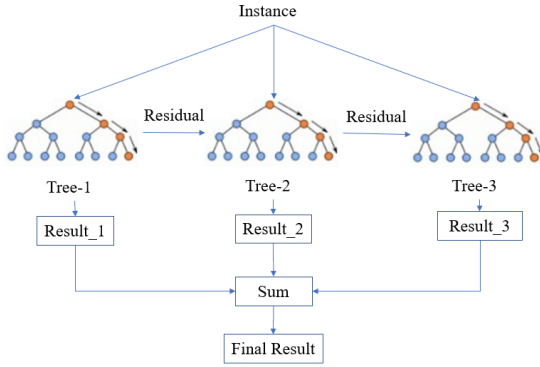 Instance
Residual
Residual
Tree-1
Tree-2
Tree-3
Result_1
Result_2
Result_3
Sum
Final Result